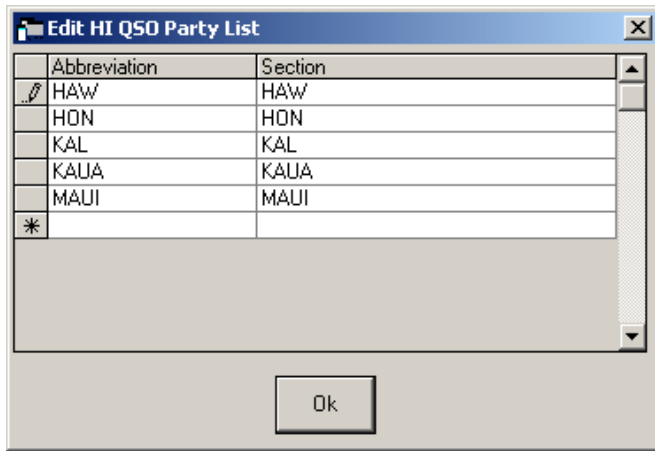 Edit HI QSO Party List
Abbreviation Section
HAW HAW
HON HON
KAL KAL
KAUA KAUA
MAUI MAUI
Ok